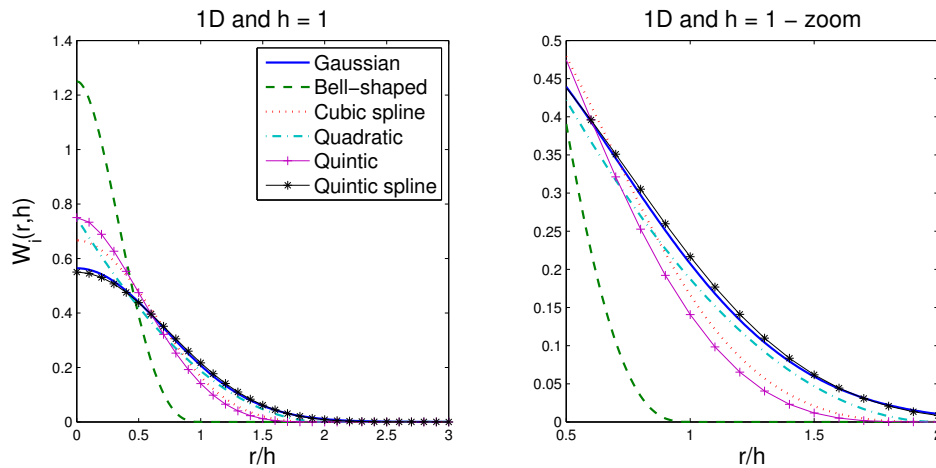 1D and h = 1
1.4
1.2
1
0.8
0.6
0.4
0.2
0
W_i(r,h)
Gaussian
Bell−shaped
Cubic spline
Quadratic
Quintic
Quintic spline
0 0.5 1 1.5 2 2.5 3
r/h
1D and h = 1 − zoom
0.5
0.45
0.4
0.35
0.3
0.25
0.2
0.15
0.1
0.05
0
0.5 1 1.5 2
r/h